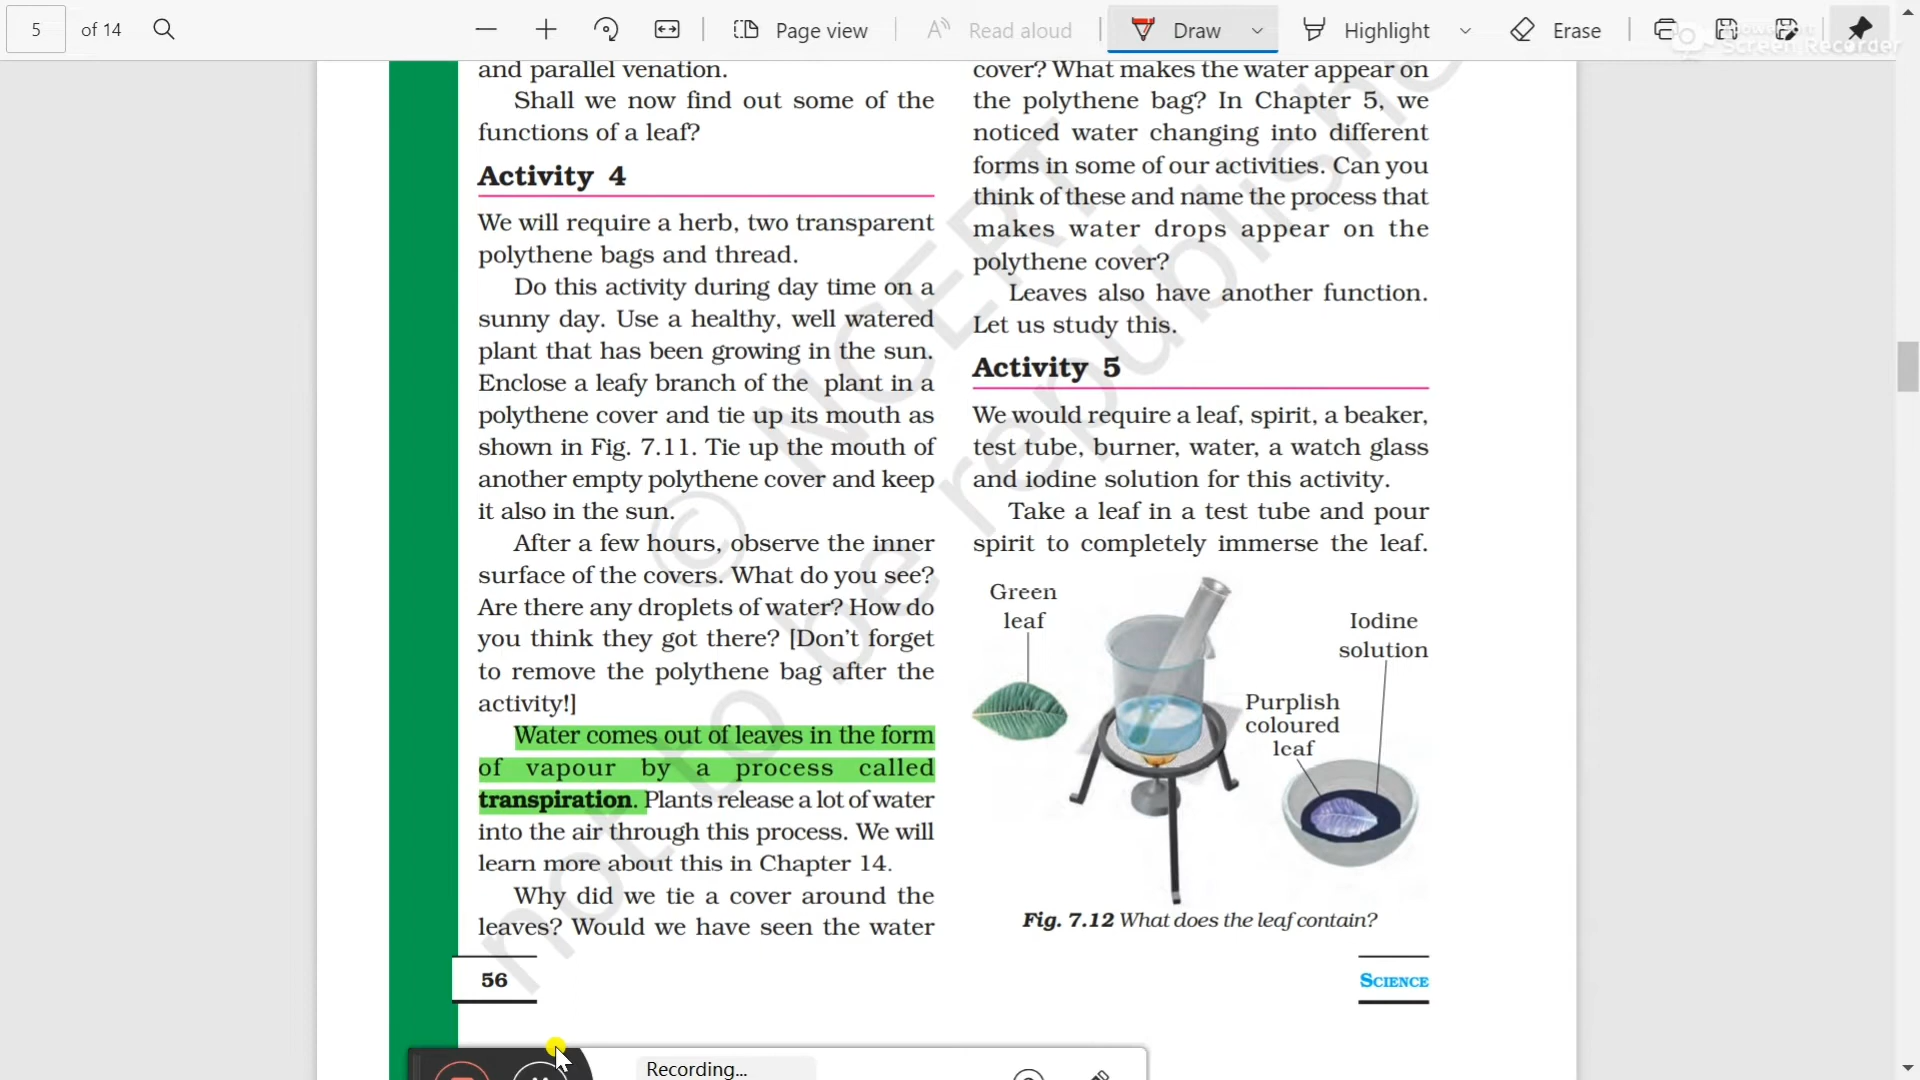 5 of 14 Page view Read aloud Draw Highlight Erase
Screen Recorder
and parallel venation.
Shall we now find out some of the
functions of a leaf?
Activity 4
We will require a herb, two transparent
polythene bags and thread.
Do this activity during day time on a
sunny day. Use a healthy, well watered
plant that has been growing in the sun.
Enclose a leafy branch of the plant in a
polythene cover and tie up its mouth as
shown in Fig. 7.11. Tie up the mouth of
another empty polythene cover and keep
it also in the sun.
After a few hours, observe the inner
surface of the covers. What do you see?
Are there any droplets of water? How do
you think they got there? [Don't forget
to remove the polythene bag after the
activity!]
Water comes out of leaves in the form
of vapour by a process called
transpiration. Plants release a lot of water
into the air through this process. We will
learn more about this in Chapter 14.
Why did we tie a cover around the
leaves? Would we have seen the water
cover? What makes the water appear on
the polythene bag? In Chapter 5, we
noticed water changing into different
forms in some of our activities. Can you
think of these and name the process that
makes water drops appear on the
polythene cover?
Leaves also have another function.
Let us study this.
Activity 5
We would require a leaf, spirit, a beaker,
test tube, burner, water, a watch glass
and iodine solution for this activity.
Take a leaf in a test tube and pour
spirit to completely immerse the leaf.
Green
leaf
Iodine
solution
Purplish
coloured
leaf
Fig. 7.12 What does the leaf contain?
56
SCIENCE
© NCERT
not to be republishe
Recording...